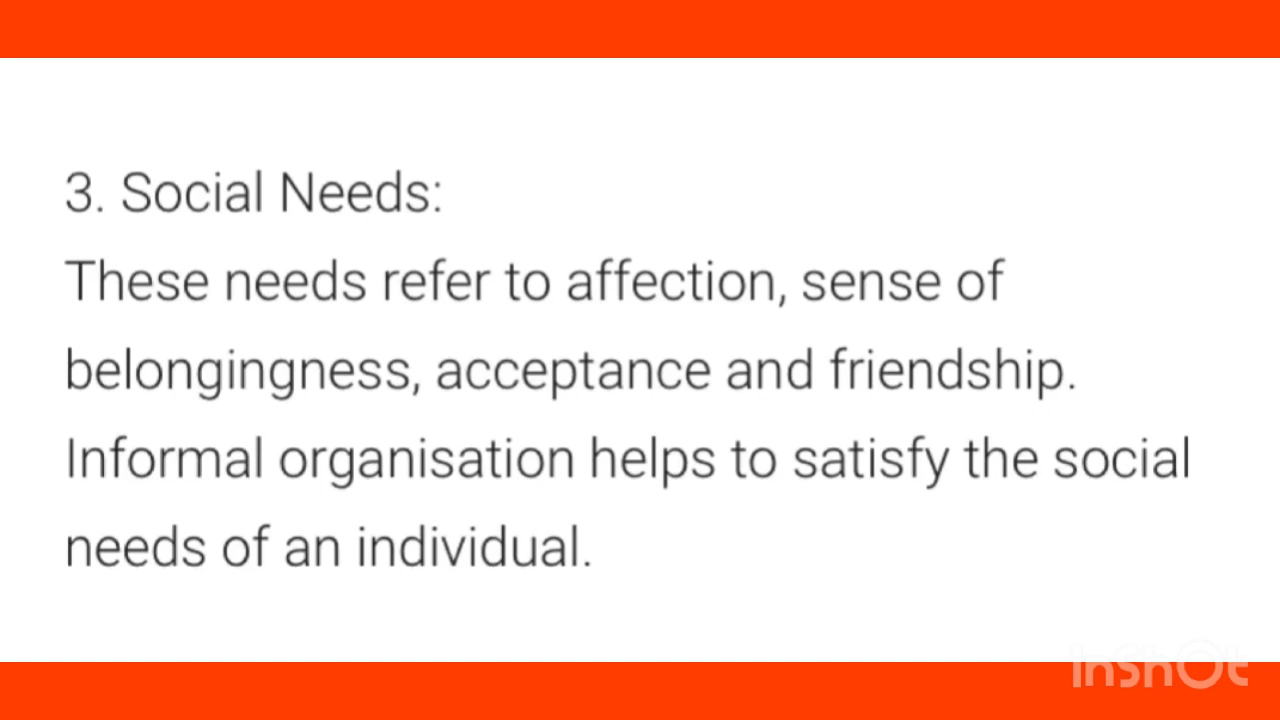 3. Social Needs:
These needs refer to affection, sense of
belongingness, acceptance and friendship.
Informal organisation helps to satisfy the social
needs of an individual.
InShOt